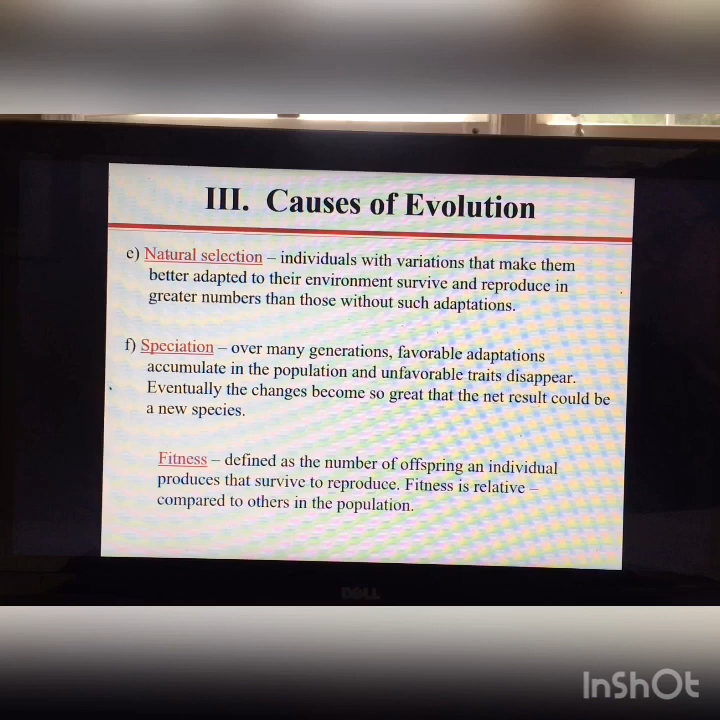 III. Causes of Evolution
e) Natural selection – individuals with variations that make them
better adapted to their environment survive and reproduce in
greater numbers than those without such adaptations.
f) Speciation – over many generations, favorable adaptations
accumulate in the population and unfavorable traits disappear.
Eventually the changes become so great that the net result could be
a new species.
Fitness – defined as the number of offspring an individual
produces that survive to reproduce. Fitness is relative –
compared to others in the population.
DELL
InShOt